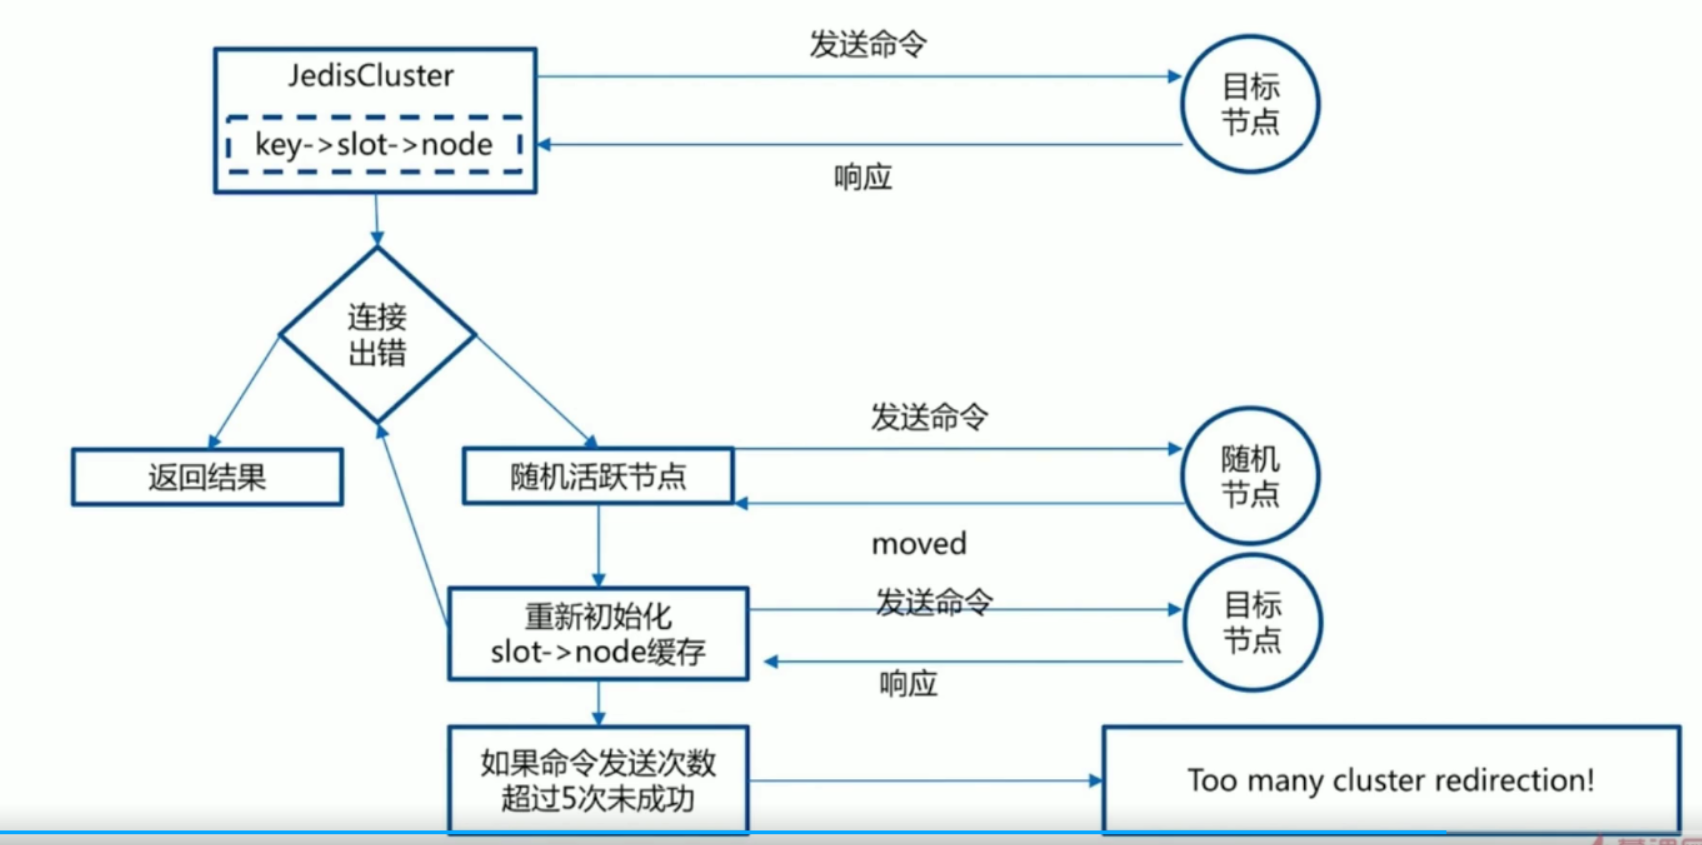 发送命令
JedisCluster
key->slot->node
目标
节点
响应
连接
出错
返回结果
随机活跃节点
发送命令
随机
节点
moved
重新初始化
slot->node缓存
发送命令
目标
节点
响应
如果命令发送次数
超过5次未成功
Too many cluster redirection!